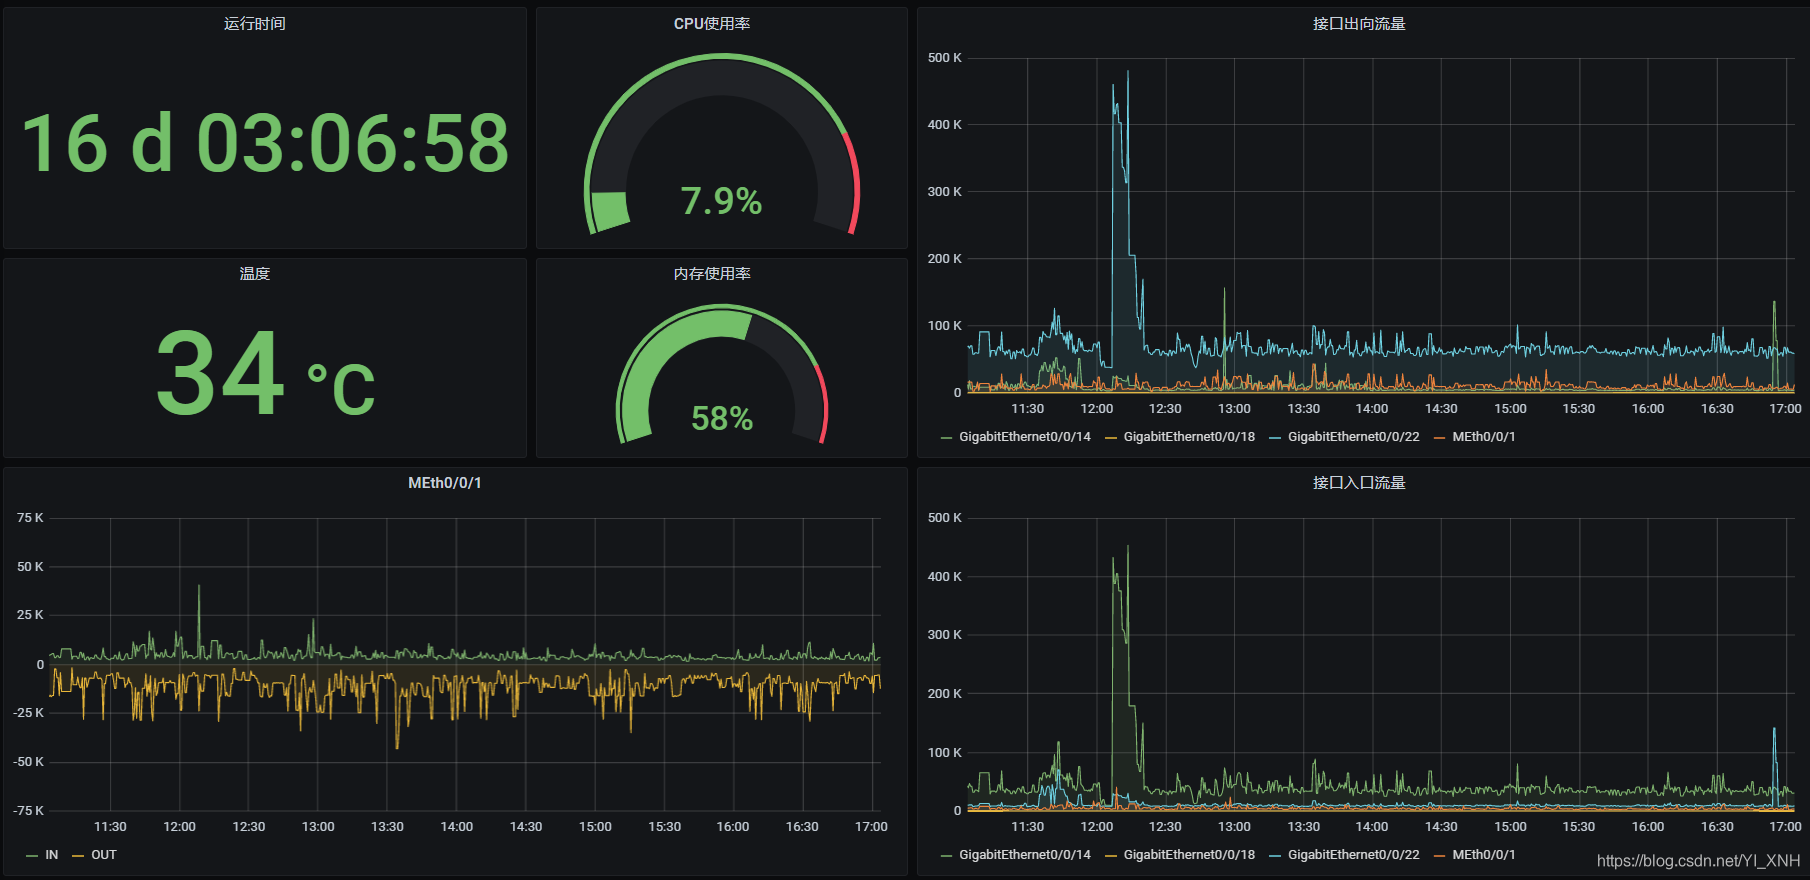 运行时间
16 d 03:06:58
CPU使用率
7.9%
温度
34 °C
内存使用率
58%
接口出向流量
500 K
400 K
300 K
200 K
100 K
0
11:30 12:00 12:30 13:00 13:30 14:00 14:30 15:00 15:30 16:00 16:30 17:00
GigabitEthernet0/0/14 GigabitEthernet0/0/18 GigabitEthernet0/0/22 MEth0/0/1
MEth0/0/1
75 K
50 K
25 K
0
-25 K
-50 K
-75 K
11:30 12:00 12:30 13:00 13:30 14:00 14:30 15:00 15:30 16:00 16:30 17:00
IN OUT
接口入口流量
500 K
400 K
300 K
200 K
100 K
0
11:30 12:00 12:30 13:00 13:30 14:00 14:30 15:00 15:30 16:00 16:30 17:00
GigabitEthernet0/0/14 GigabitEthernet0/0/18 GigabitEthernet0/0/22 MEth0/0/1
https://blog.csdn.net/YI_XNH